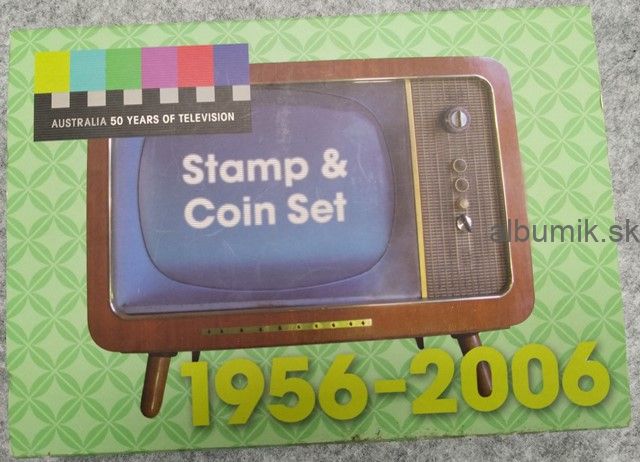 AUSTRALIA 50 YEARS OF TELEVISION
Stamp &
Coin Set
albumik.sk
1956-2006